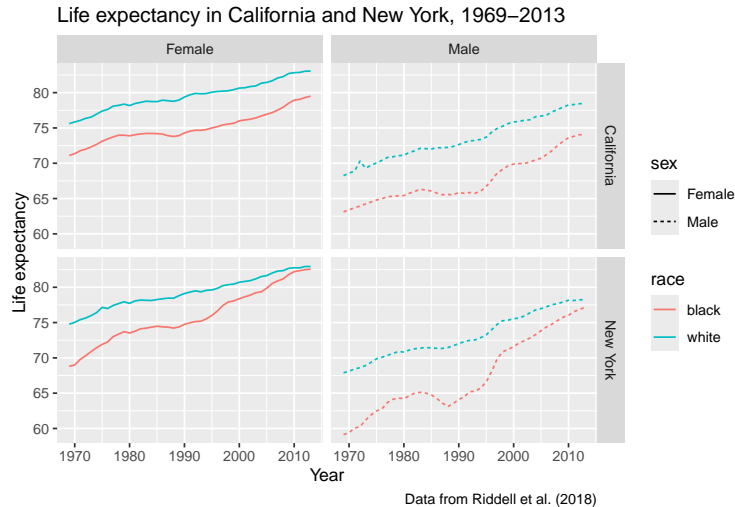 Life expectancy in California and New York, 1969−2013
Female
Male
80
75
70
65
60
California
80
75
70
65
60
New York
Life expectancy
1970 1980 1990 2000 2010
1970 1980 1990 2000 2010
Year
sex
Female
Male
race
black
white
Data from Riddell et al. (2018)